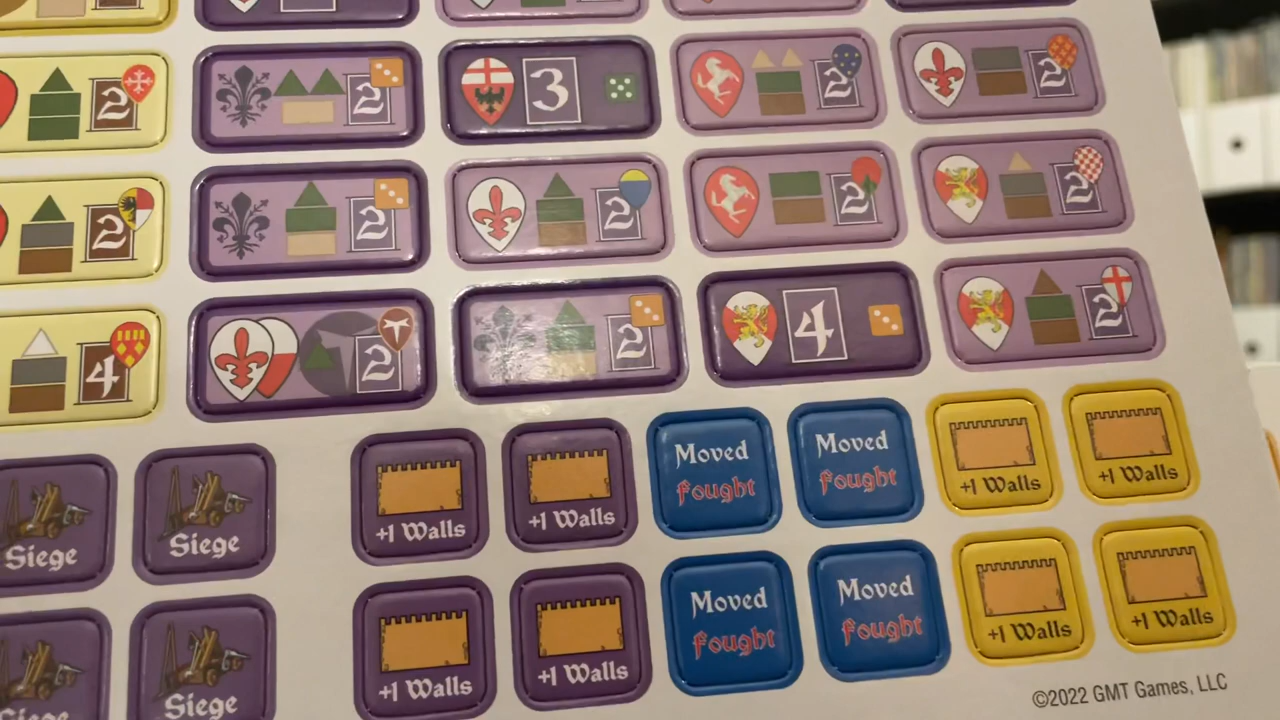 2 2 3 2 2
2 2 2 2 2
4 2 2 4 2
Siege Siege +1 Walls +1 Walls Moved Fought Moved Fought +1 Walls +1 Walls
Siege Siege +1 Walls +1 Walls Moved Fought Moved Fought +1 Walls +1 Walls
©2022 GMT Games, LLC